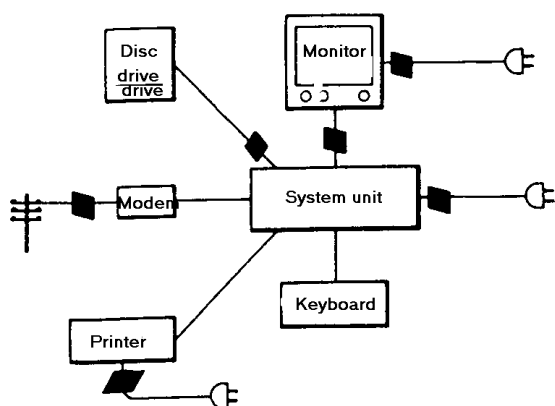 Disc
drive
drive
Monitor
System unit
Modem
Keyboard
Printer